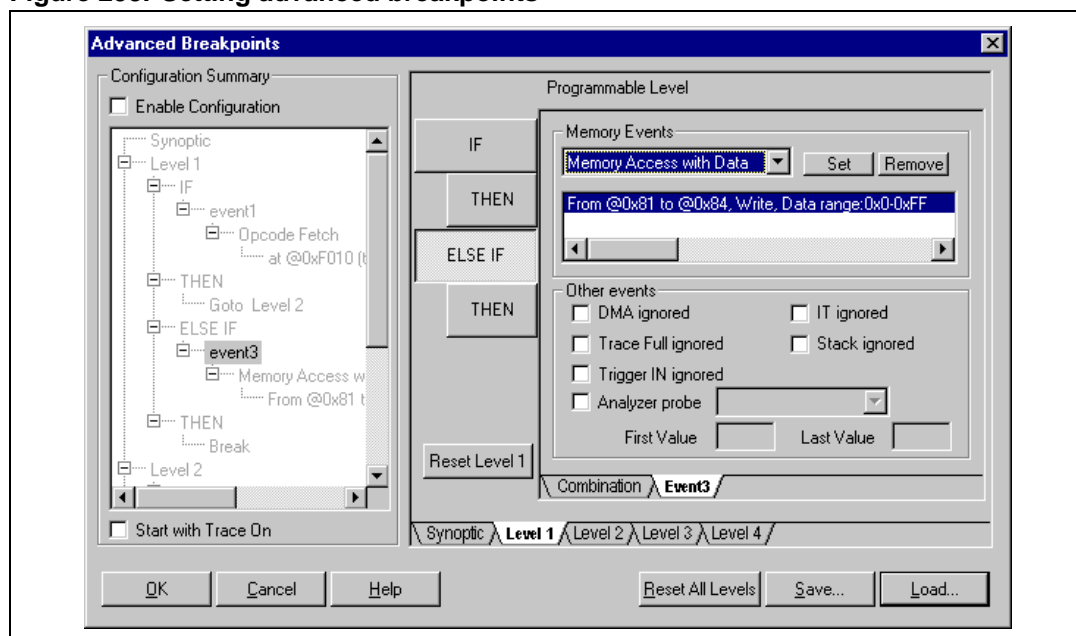 Advanced Breakpoints
Configuration Summary
Enable Configuration
Synoptic
Level 1
IF
event1
Opcode Fetch
at @0xF010 (t
THEN
Goto Level 2
ELSE IF
event3
Memory Access w
From @0x81 t
THEN
Break
Level 2
Start with Trace On
Programmable Level
IF
THEN
ELSE IF
THEN
Reset Level 1
Memory Events
Memory Access with Data
Set
Remove
From @0x81 to @0x84, Write, Data range:0x0-0xFF
Other events
DMA ignored
IT ignored
Trace Full ignored
Stack ignored
Trigger IN ignored
Analyzer probe
First Value
Last Value
Combination
Event3
Synoptic
Level 1
Level 2
Level 3
Level 4
OK
Cancel
Help
Reset All Levels
Save...
Load...